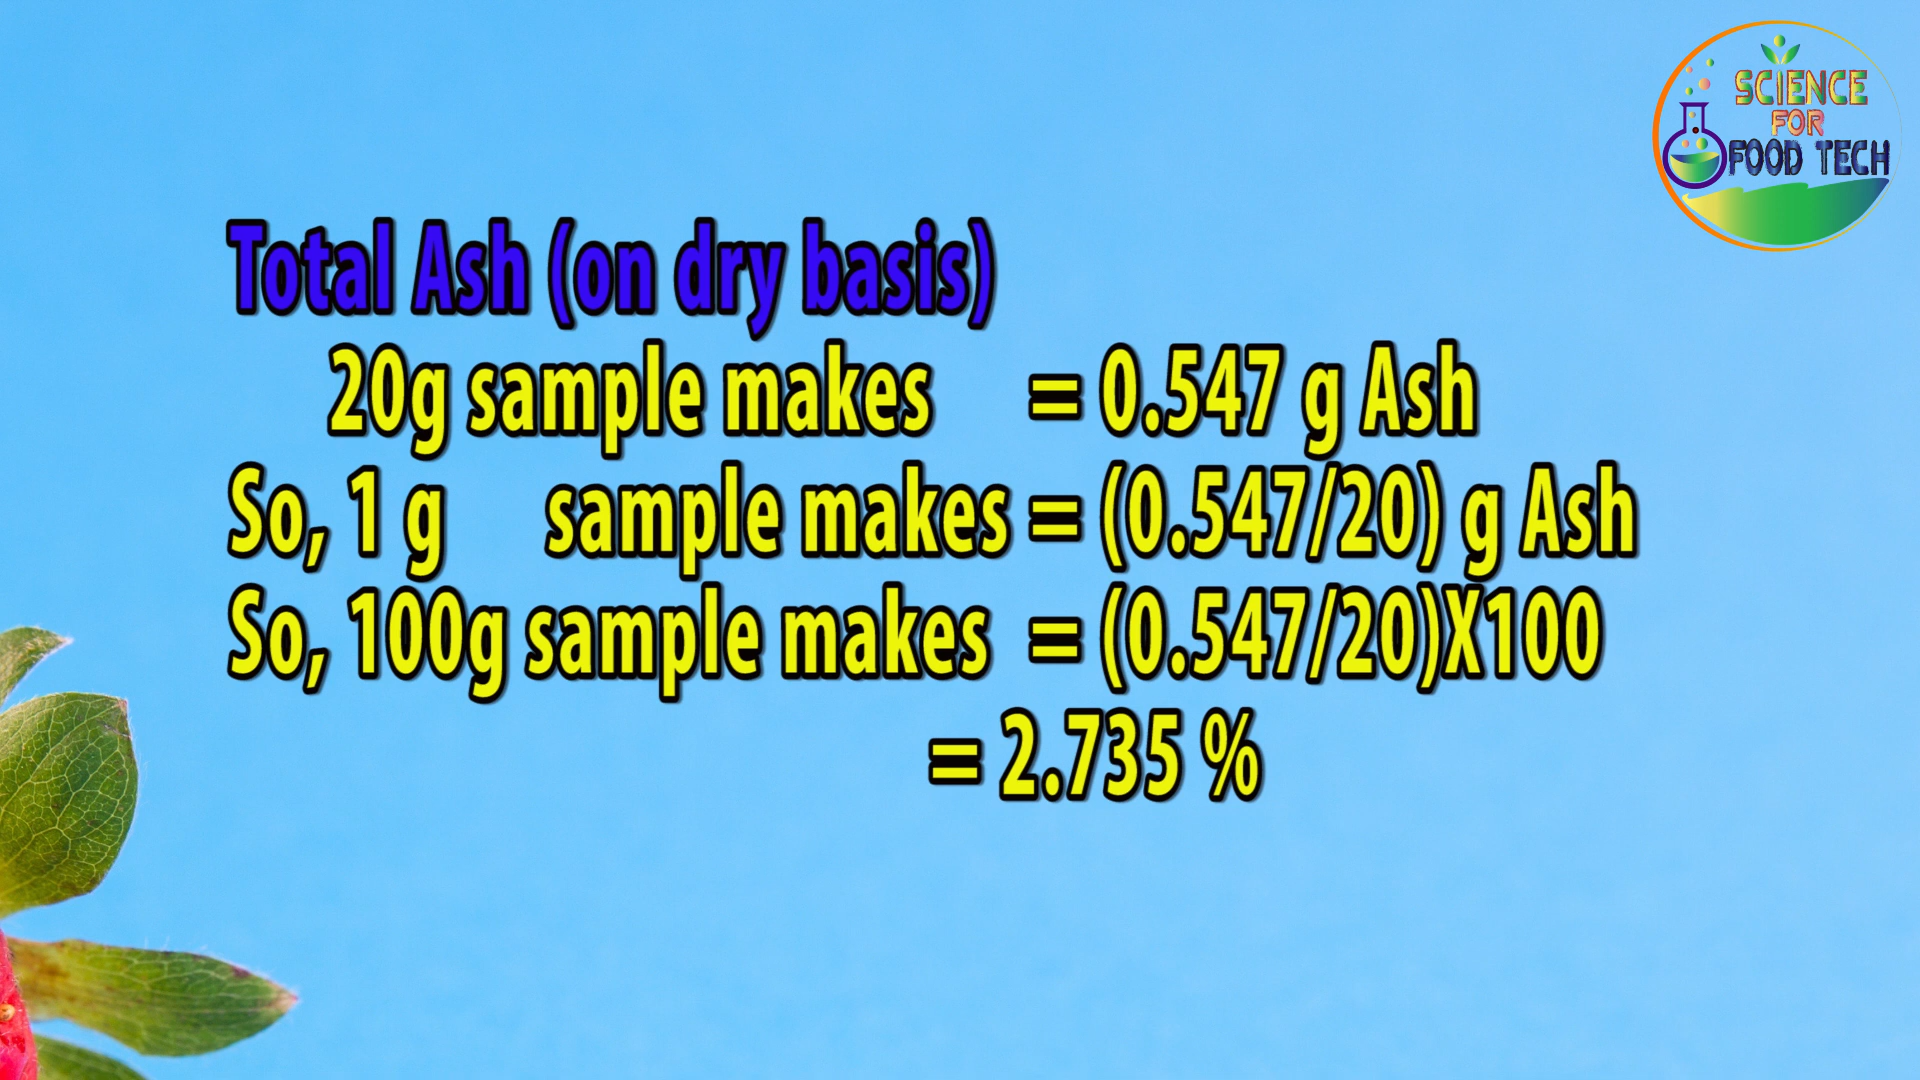 SCIENCE
FOR
FOOD TECH
Total Ash (on dry basis)
20g sample makes = 0.547 g Ash
So, 1 g sample makes = (0.547/20) g Ash
So, 100g sample makes = (0.547/20)X100
= 2.735 %